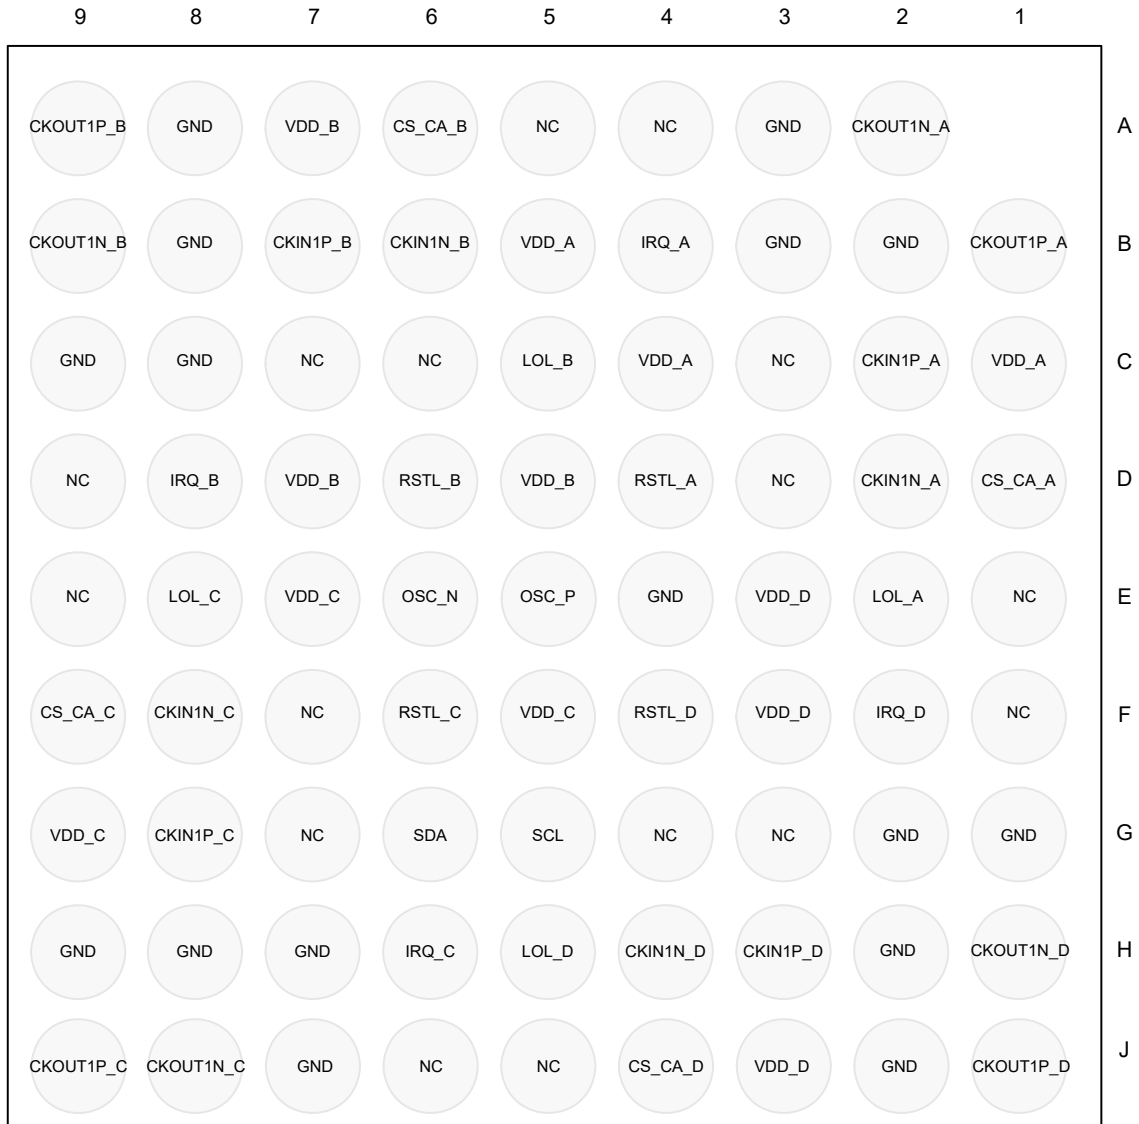 9 8 7 6 5 4 3 2 1
CKOUT1P_B GND VDD_B CS_CA_B NC NC GND CKOUT1N_A A
CKOUT1N_B GND CKIN1P_B CKIN1N_B VDD_A IRQ_A GND GND CKOUT1P_A B
GND GND NC NC LOL_B VDD_A NC CKIN1P_A VDD_A C
NC IRQ_B VDD_B RSTL_B VDD_B RSTL_A NC CKIN1N_A CS_CA_A D
NC LOL_C VDD_C OSC_N OSC_P GND VDD_D LOL_A NC E
CS_CA_C CKIN1N_C NC RSTL_C VDD_C RSTL_D VDD_D IRQ_D NC F
VDD_C CKIN1P_C NC SDA SCL NC NC GND GND G
GND GND GND IRQ_C LOL_D CKIN1N_D CKIN1P_D GND CKOUT1N_D H
CKOUT1P_C CKOUT1N_C GND NC NC CS_CA_D VDD_D GND CKOUT1P_D J